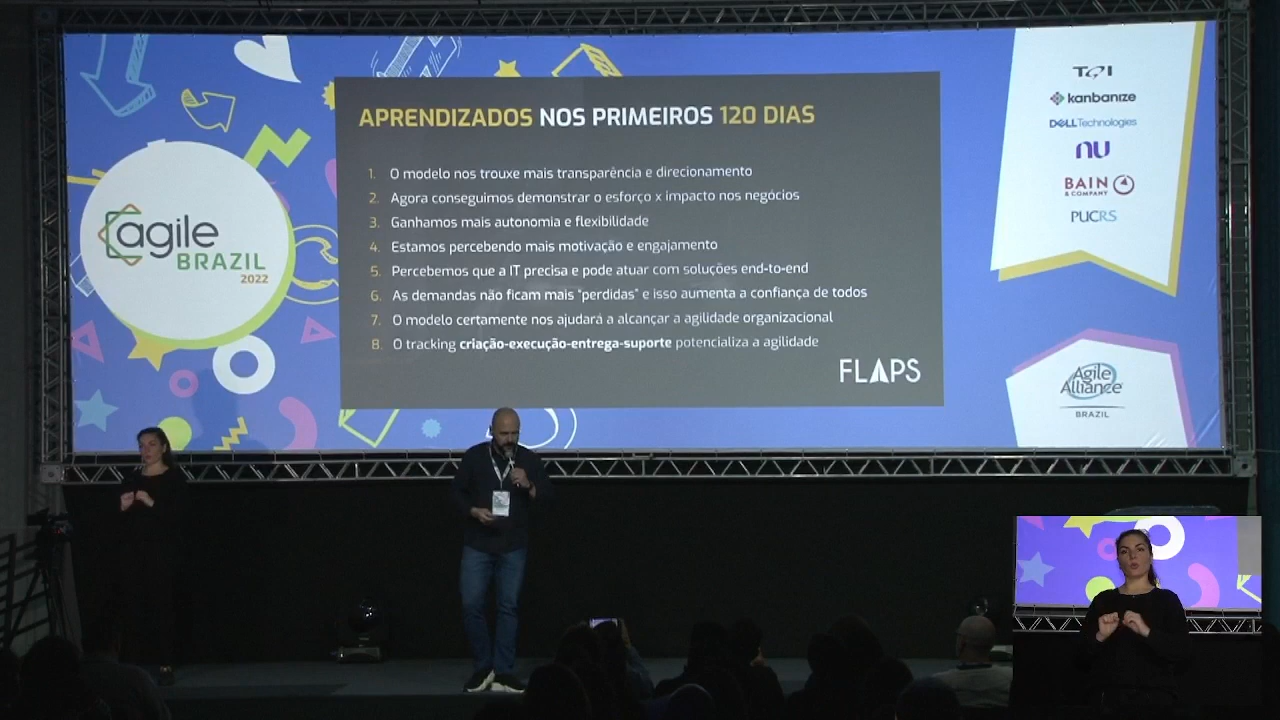 agile
BRAZIL
2022
APRENDIZADOS NOS PRIMEIROS 120 DIAS
1. O modelo nos trouxe mais transparência e direcionamento
2. Agora conseguimos demonstrar o esforço x impacto nos negócios
3. Ganhamos mais autonomia e flexibilidade
4. Estamos percebendo mais motivação e engajamento
5. Percebemos que a IT precisa e pode atuar com soluções end-to-end
6. As demandas não ficam mais “perdidas” e isso aumenta a confiança de todos
7. O modelo certamente nos ajudará a alcançar a agilidade organizacional
8. O tracking criação-execução-entrega-suporte potencializa a agilidade
FLAPS
kanbanize
DELL Technologies
nu
BAIN
& COMPANY
PUCRS
Agile
Alliance
BRAZIL